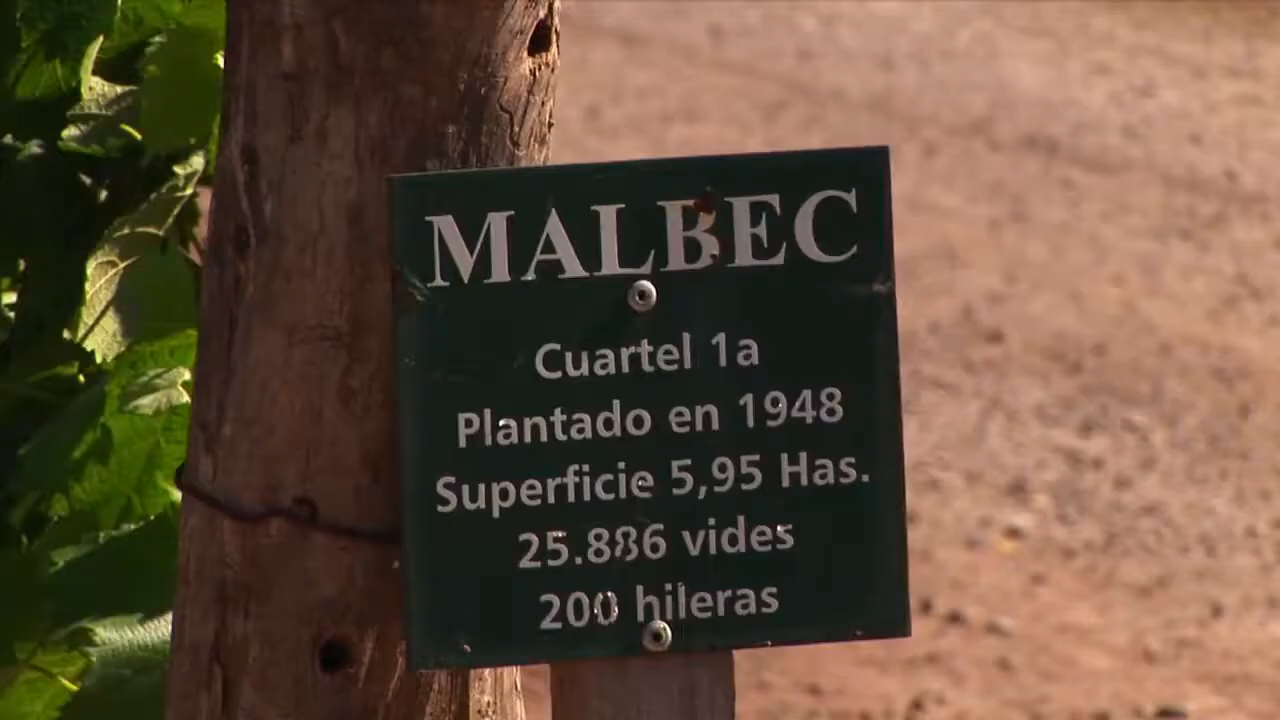 MALBEC
Cuartel 1a
Plantado en 1948
Superficie 5,95 Has.
25.886 vides
200 hileras